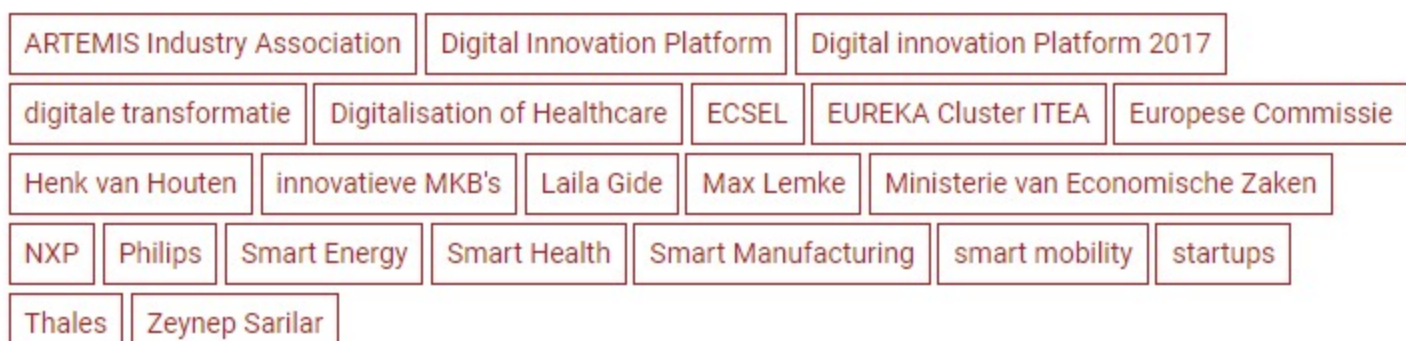 ARTEMIS Industry Association Digital Innovation Platform Digital innovation Platform 2017
digitale transformatie Digitalisation of Healthcare ECSEL EUREKA Cluster ITEA Europese Commissie
Henk van Houten innovatieve MKB's Laila Gide Max Lemke Ministerie van Economische Zaken
NXP Philips Smart Energy Smart Health Smart Manufacturing smart mobility startups
Thales Zeynep Sarilar